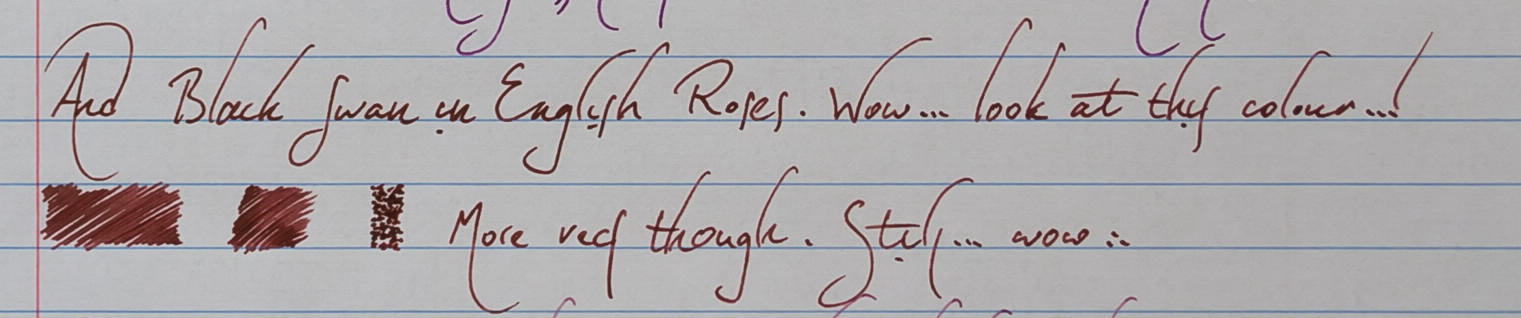 And Black Swan in English Roses. Wow... look at this colour...!
More red though. Still... wow :.